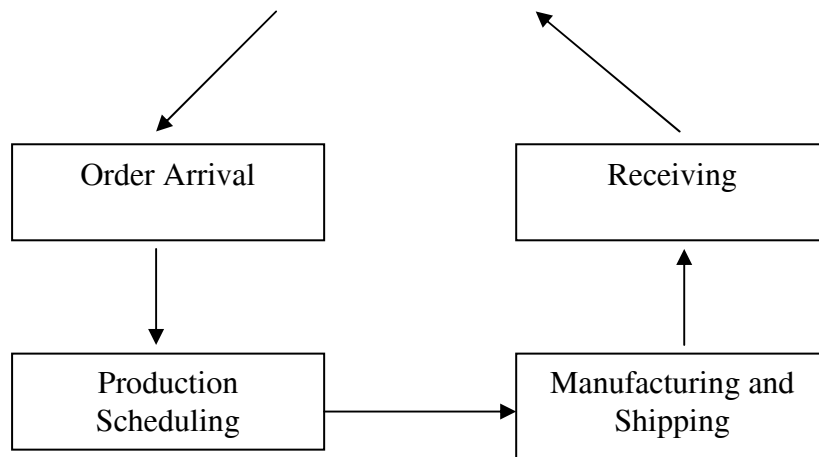 Order Arrival
Receiving
Production
Scheduling
Manufacturing and
Shipping